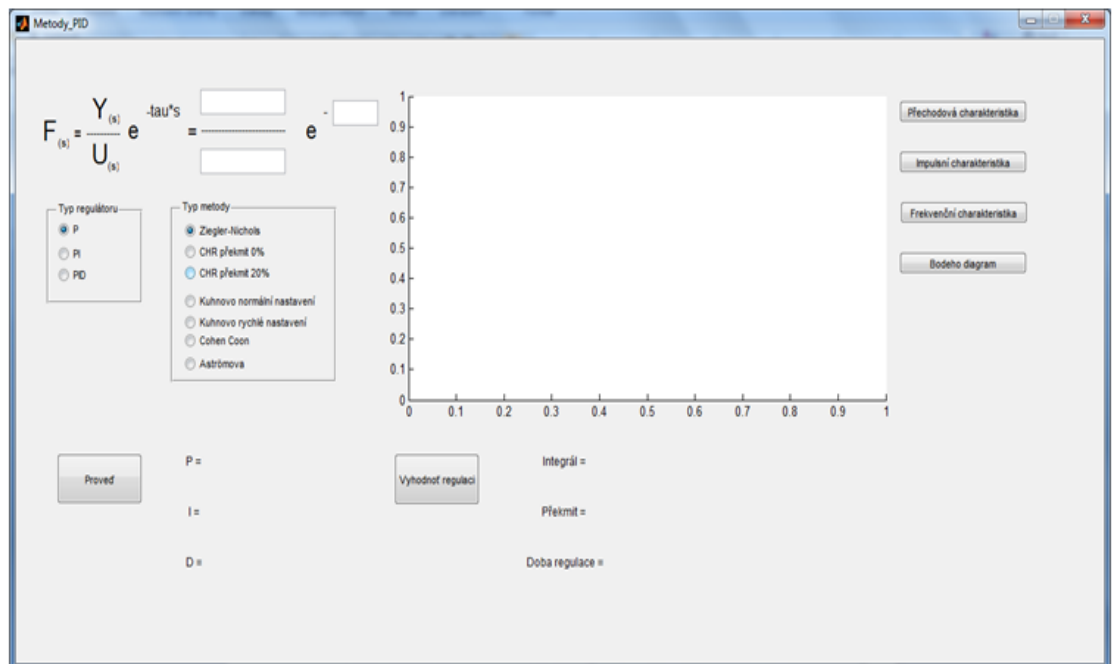 Metody_PID
F(s) = Y(s) / U(s) e -tau*s = e -
Typ regulátoru
P
PI
PID
Typ metody
Ziegler-Nichols
CHR překmit 0%
CHR překmit 20%
Kuhnovo normální nastavení
Kuhnovo rychlé nastavení
Cohen Coon
Aströmova
1
0.9
0.8
0.7
0.6
0.5
0.4
0.3
0.2
0.1
0
0 0.1 0.2 0.3 0.4 0.5 0.6 0.7 0.8 0.9 1
Přechodová charakteristika
Impulsní charakteristika
Frekvenční charakteristika
Bodeho diagram
Proveď
P =
I =
D =
Vyhodnoť regulaci
Integrál =
Překmit =
Doba regulace =